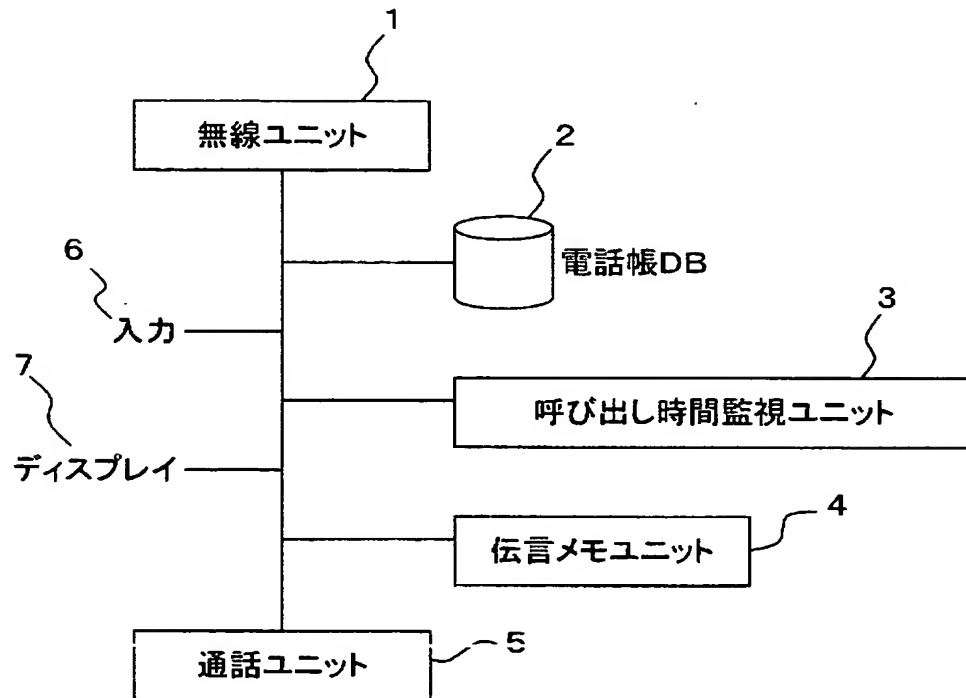 1
無線ユニット
2
電話帳DB
6
入力
3
呼び出し時間監視ユニット
7
ディスプレイ
4
伝言メモユニット
5
通話ユニット